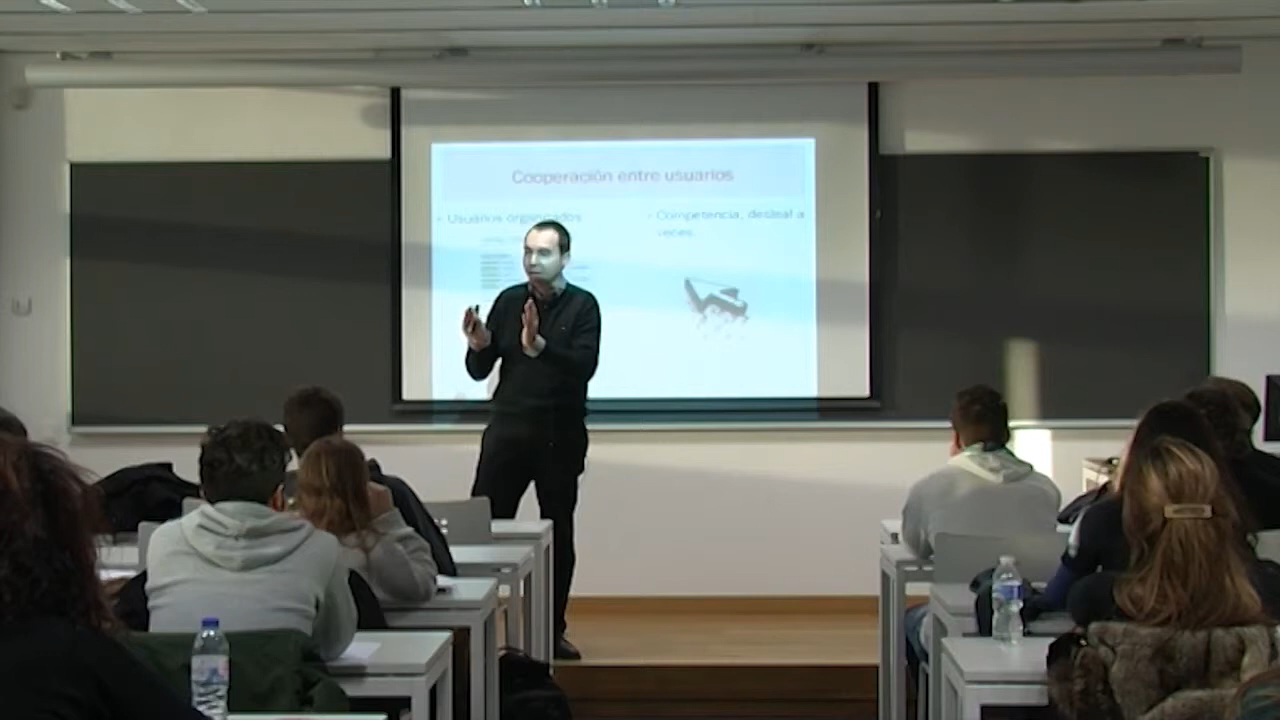 Cooperación entre usuarios
• Usuarios organizados
• Competencia, desleal a
veces.